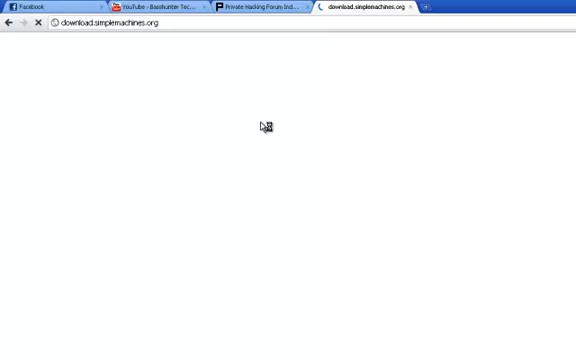 Facebook
YouTube - Basshunter Tec...
Private Hacking Forum Ind...
download.simplemachines.org
download.simplemachines.org